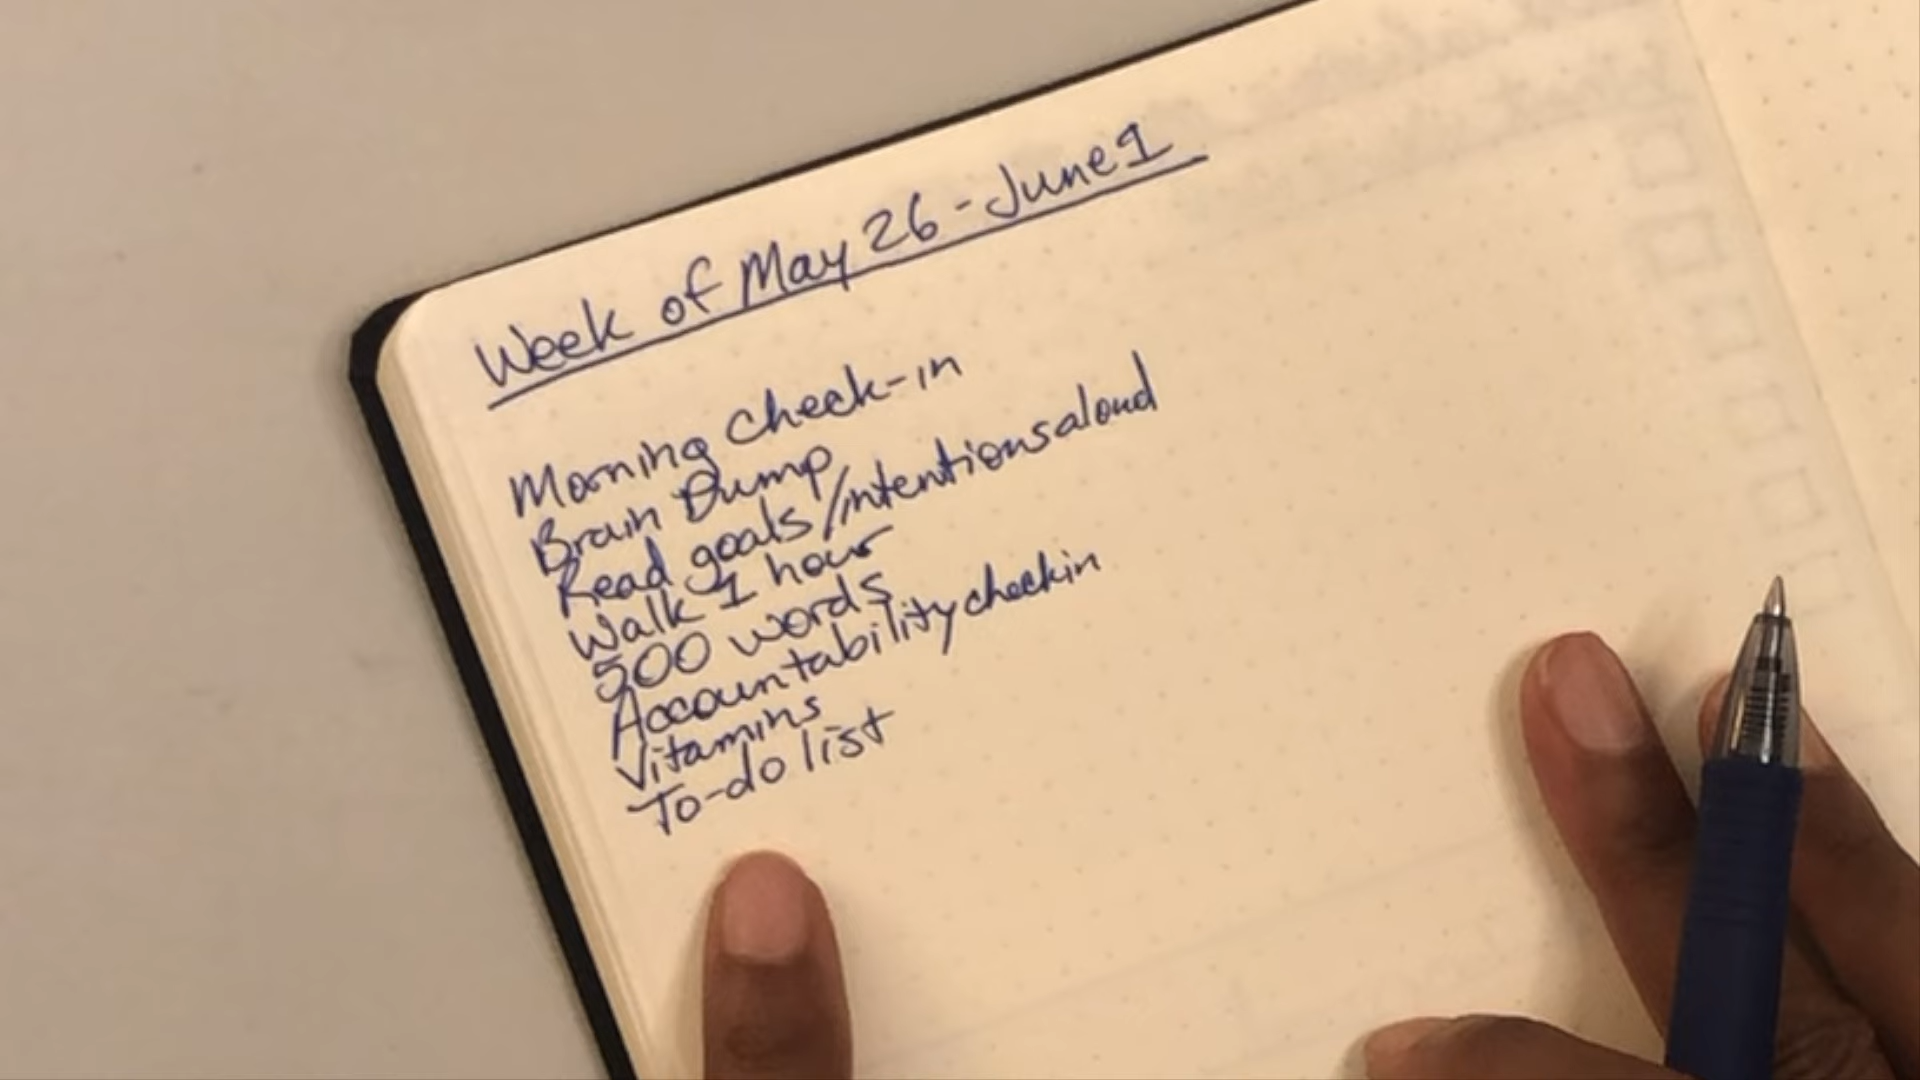 Week of May 26 - June 1
Morning Check-in
Brain Dump
Read goals/intentions aloud
Walk 1 hour
500 words
Accountability checkin
Vitamins
To-do list